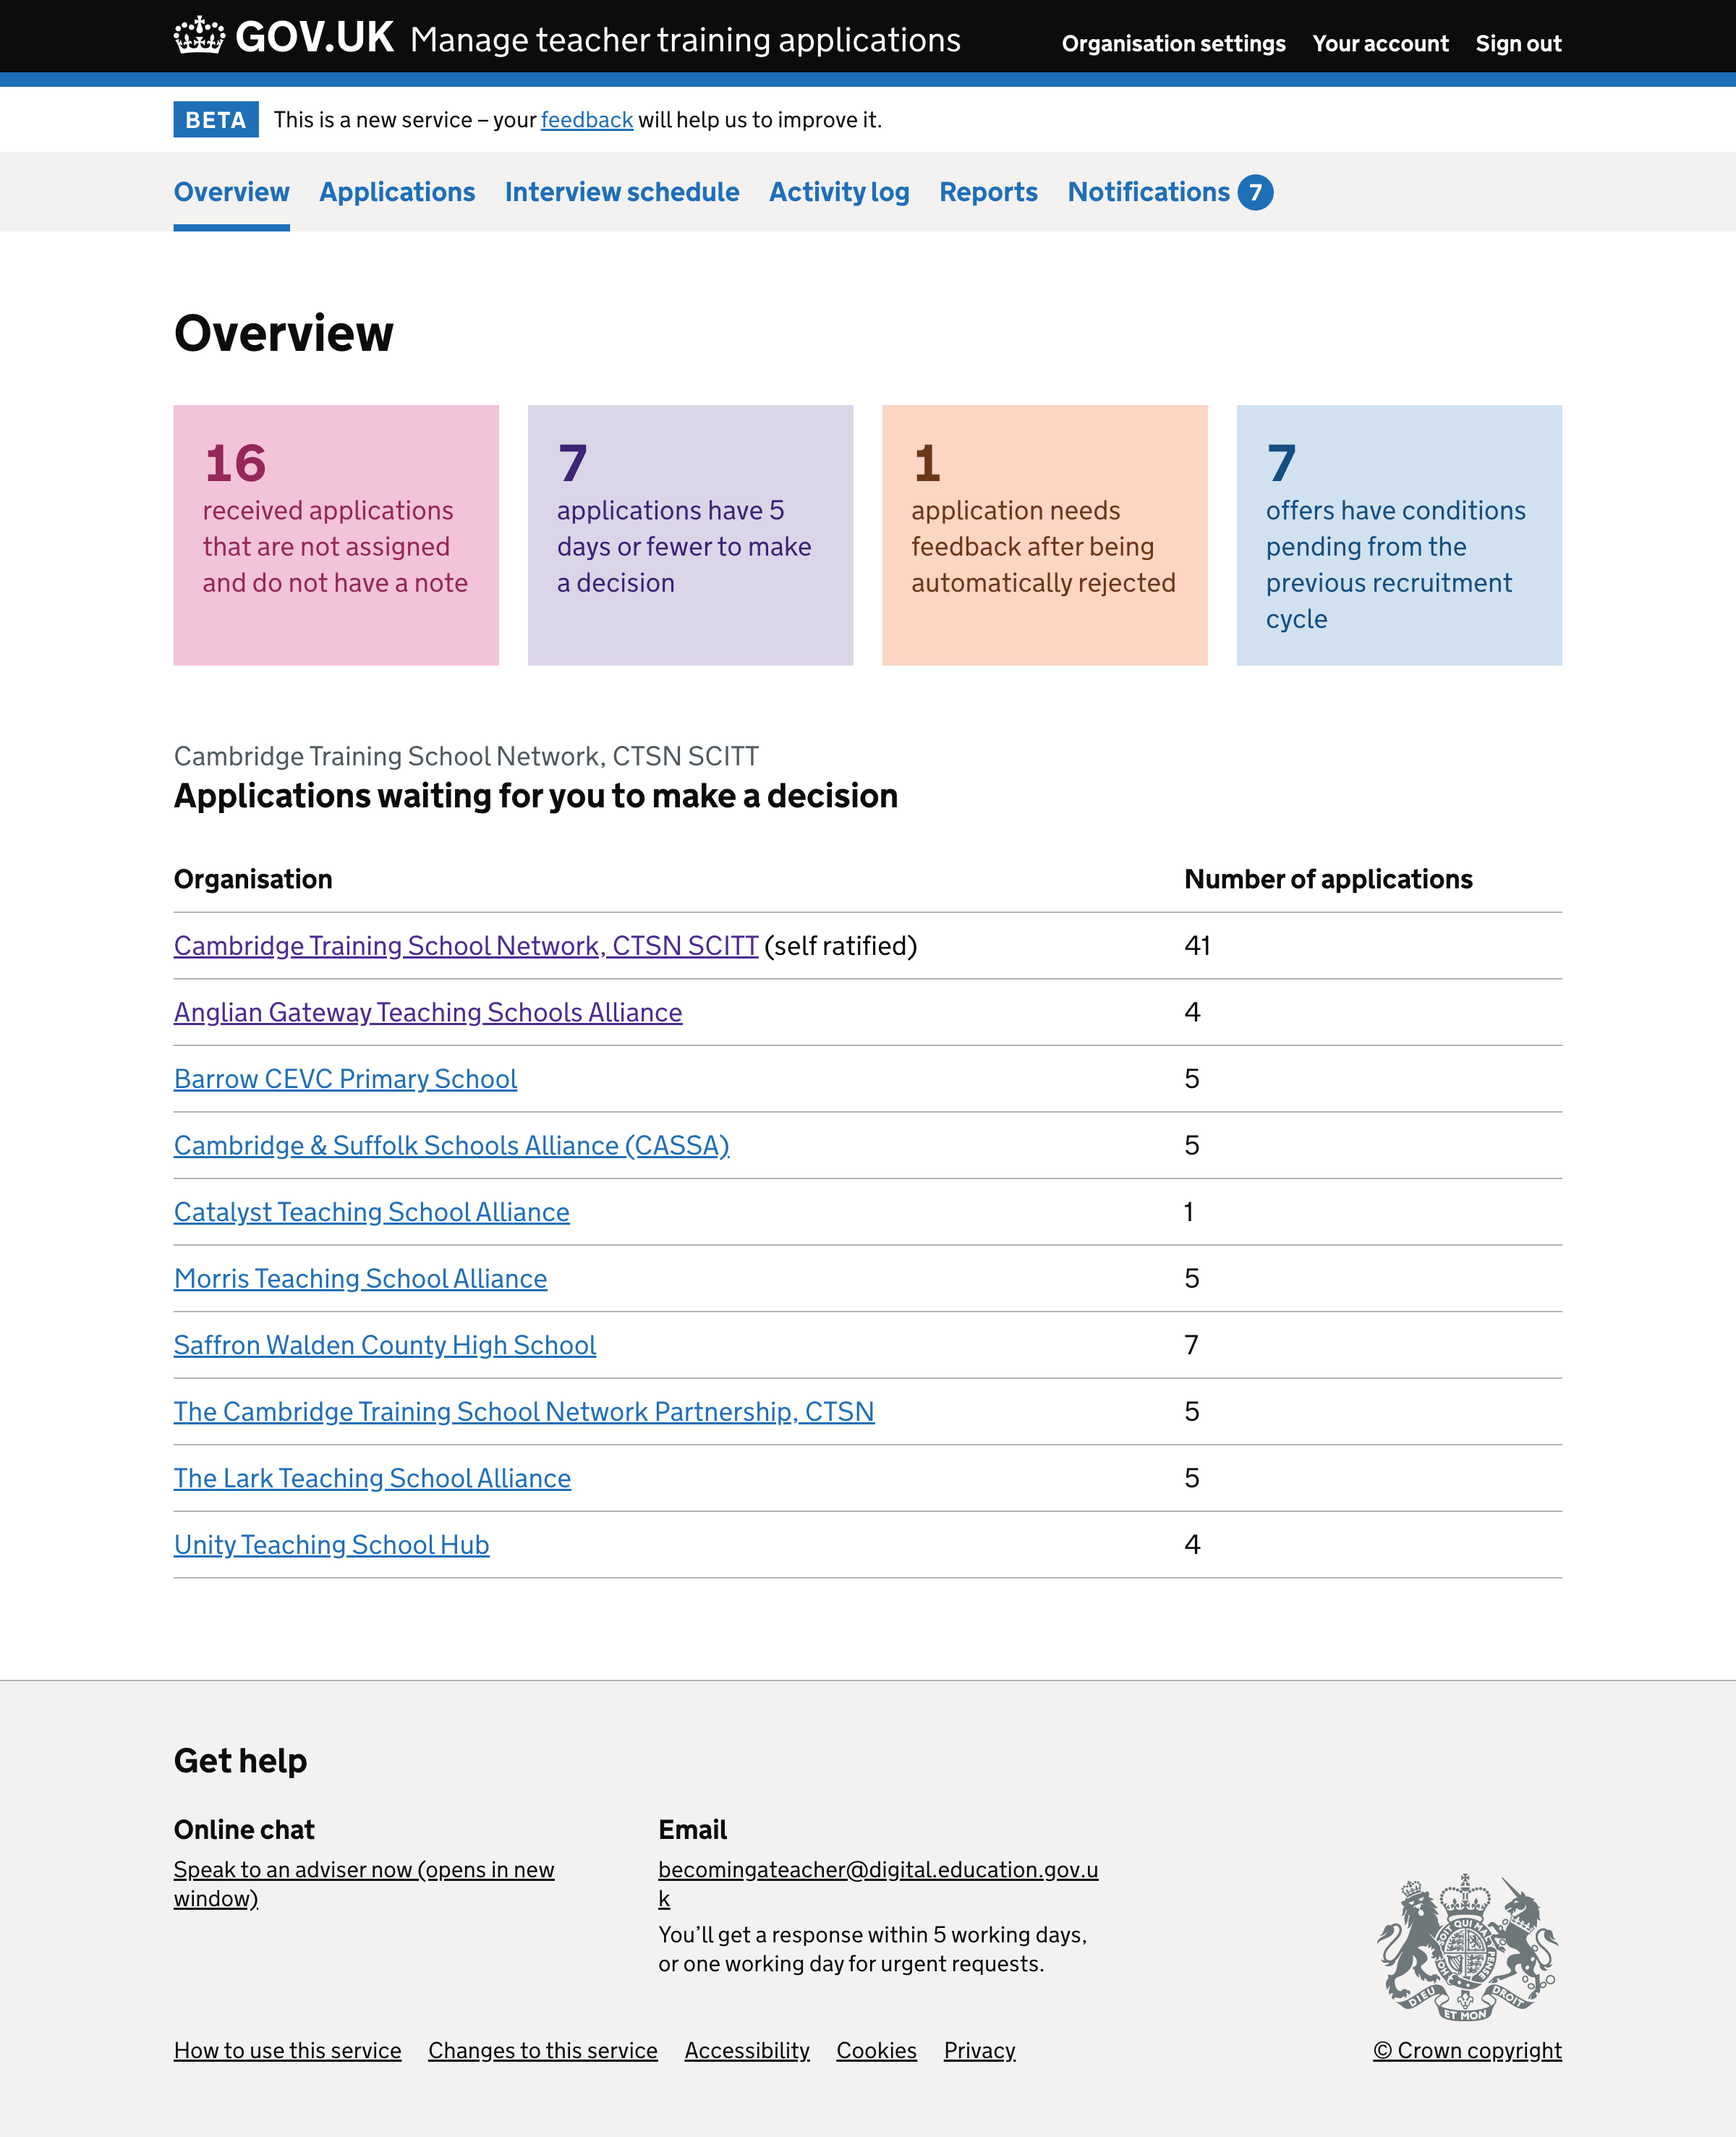 GOV.UK Manage teacher training applications
Organisation settings Your account Sign out
BETA This is a new service – your feedback will help us to improve it.
Overview Applications Interview schedule Activity log Reports Notifications 7
Overview
16
received applications
that are not assigned
and do not have a note
7
applications have 5
days or fewer to make
a decision
1
application needs
feedback after being
automatically rejected
7
offers have conditions
pending from the
previous recruitment
cycle
Cambridge Training School Network, CTSN SCITT
Applications waiting for you to make a decision
Organisation Number of applications
Cambridge Training School Network, CTSN SCITT (self ratified) 41
Anglian Gateway Teaching Schools Alliance 4
Barrow CEVC Primary School 5
Cambridge & Suffolk Schools Alliance (CASSA) 5
Catalyst Teaching School Alliance 1
Morris Teaching School Alliance 5
Saffron Walden County High School 7
The Cambridge Training School Network Partnership, CTSN 5
The Lark Teaching School Alliance 5
Unity Teaching School Hub 4
Get help
Online chat
Speak to an adviser now (opens in new
window)
Email
becomingateacher@digital.education.gov.u
k
You’ll get a response within 5 working days,
or one working day for urgent requests.
DIEU ET MON DROIT
How to use this service Changes to this service Accessibility Cookies Privacy
© Crown copyright